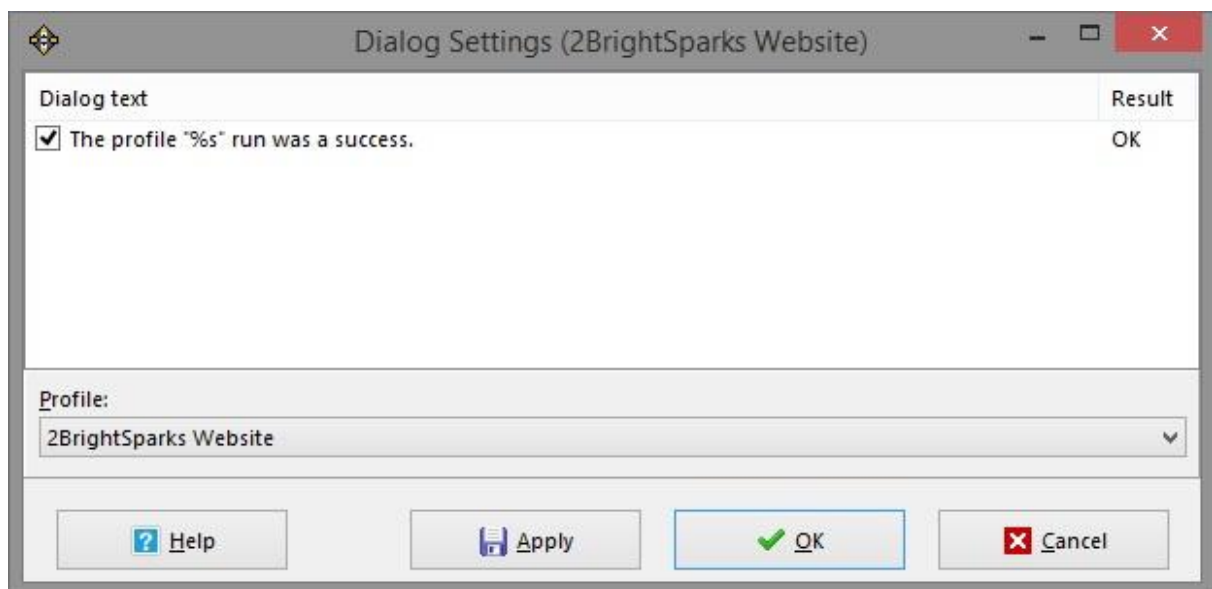 Dialog Settings (2BrightSparks Website)
Dialog text Result
The profile "%s" run was a success. OK
Profile:
2BrightSparks Website
Help Apply OK Cancel